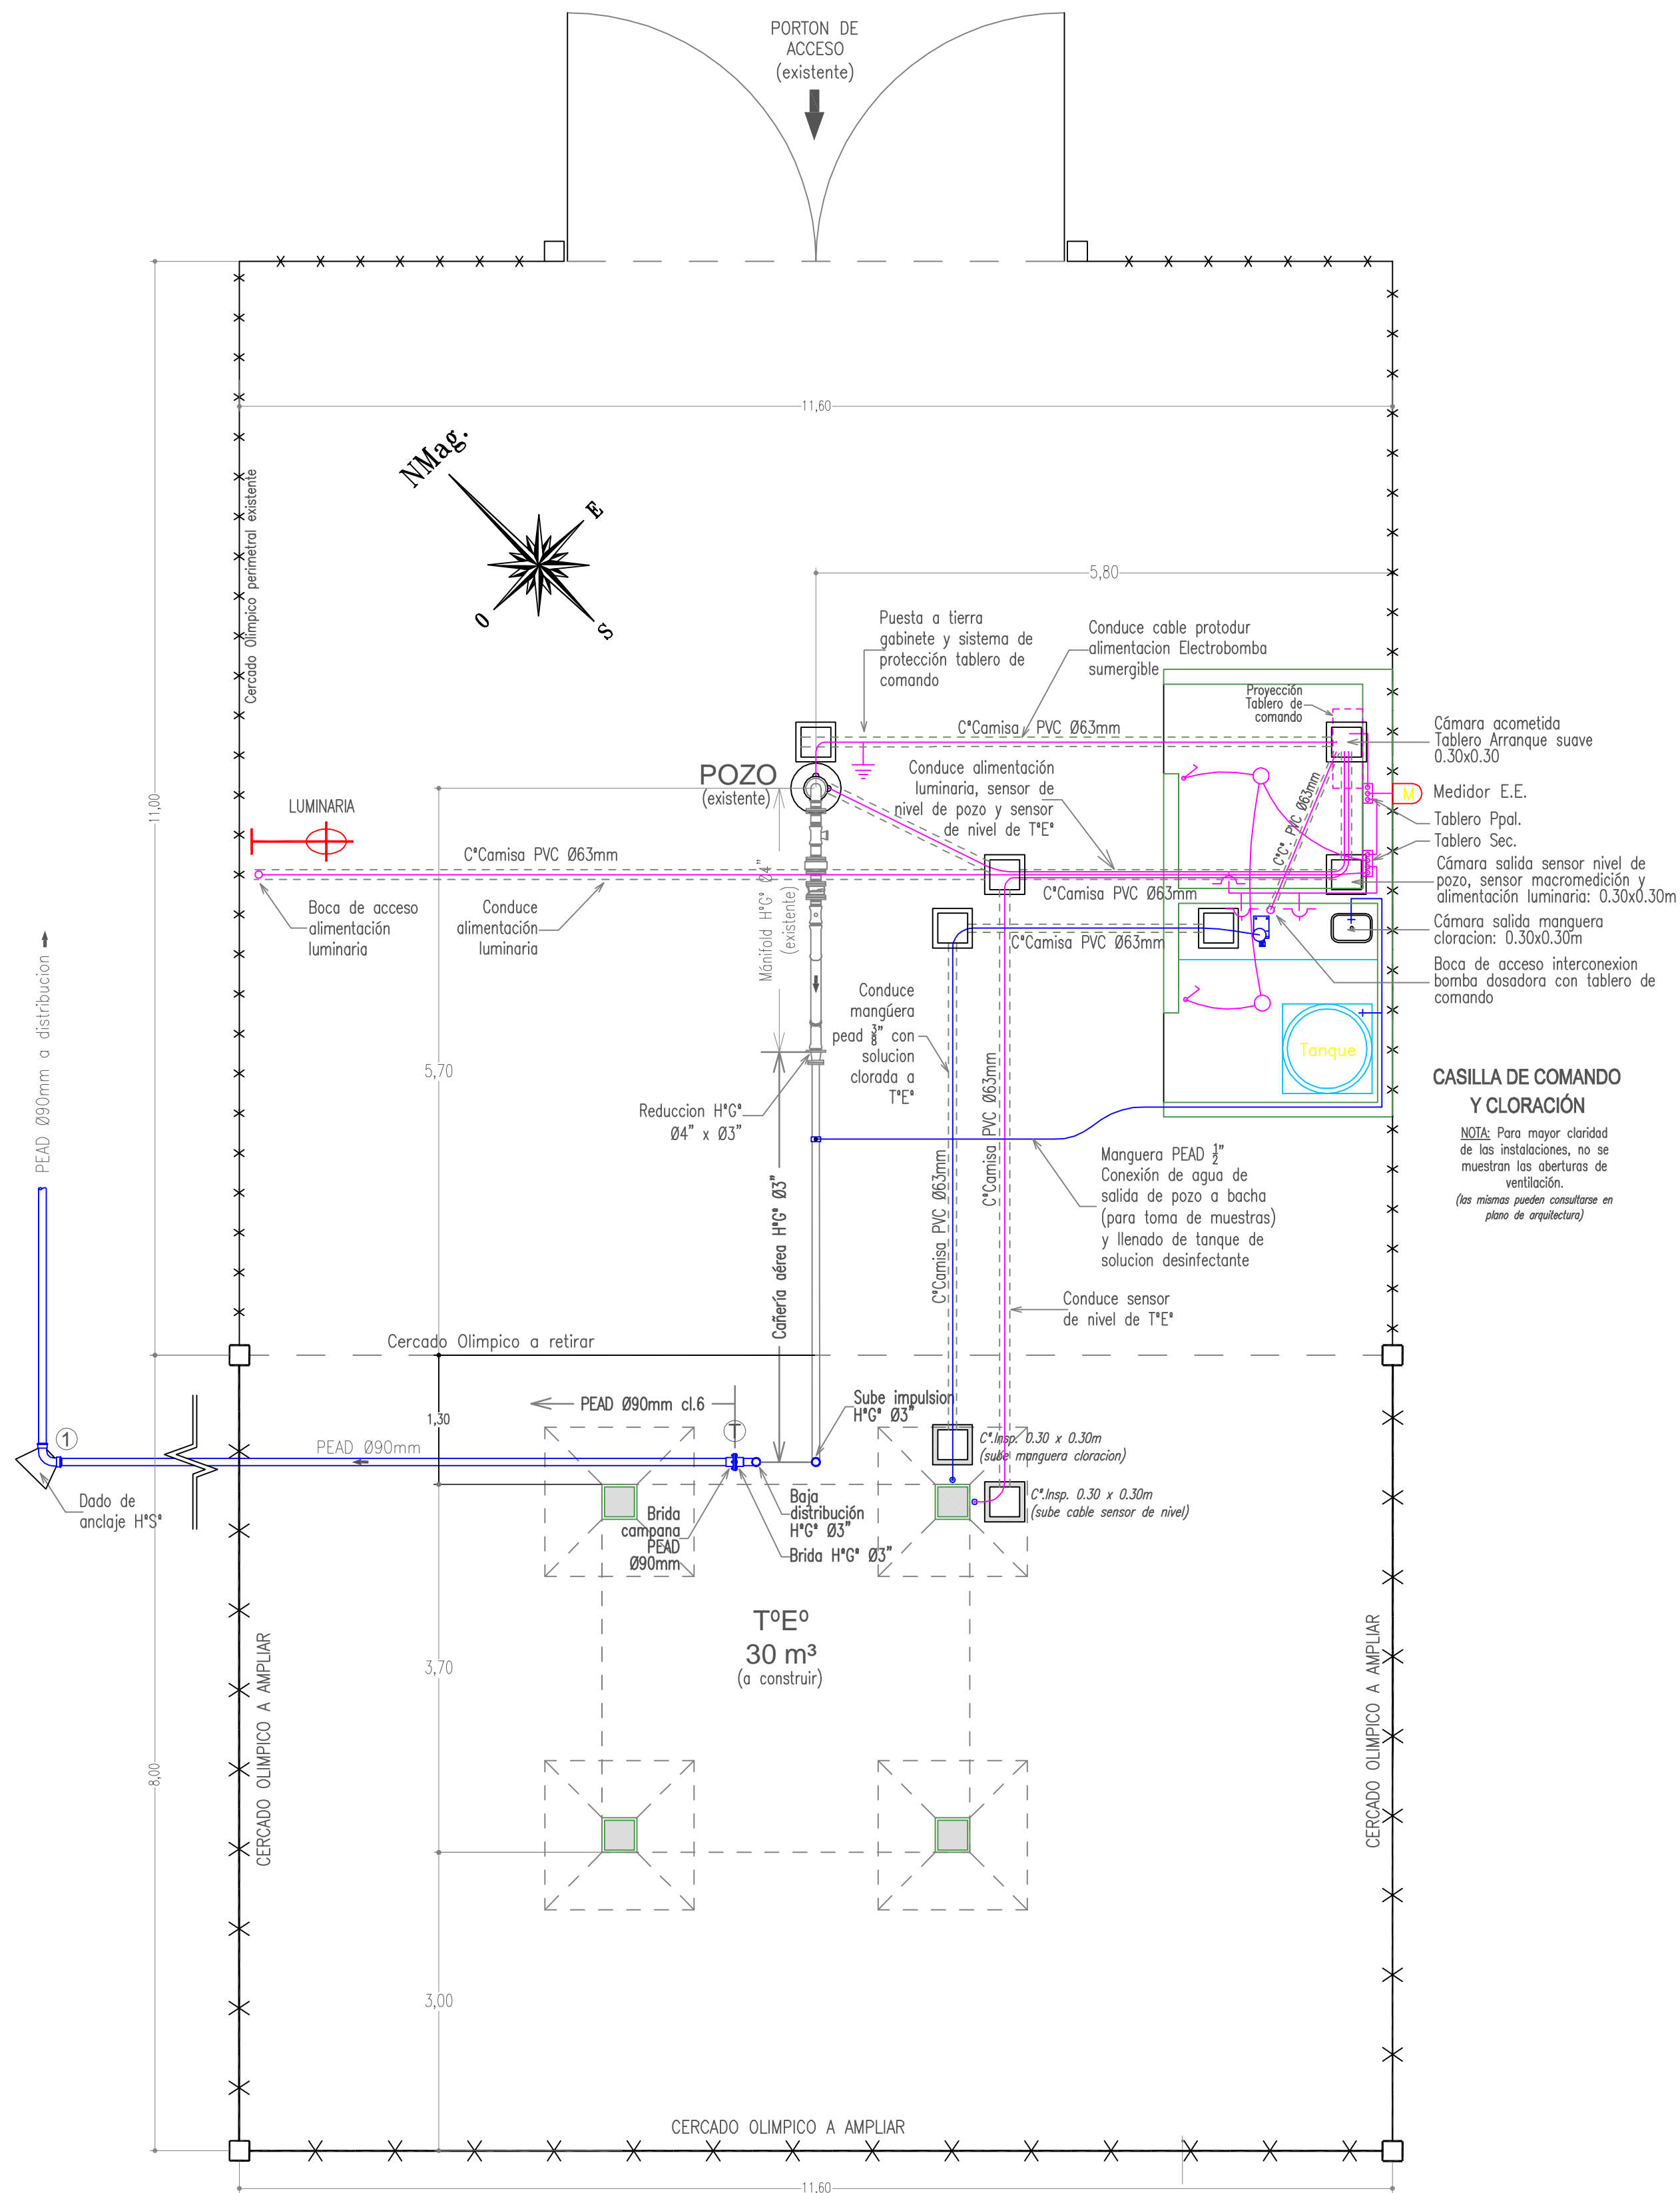 PORTON DE
ACCESO
(existente)
11,60
NMag.
E
O
S
Cercado Olimpico perimetral existente
11,00
5,80
Puesta a tierra
gabinete y sistema de
protección tablero de
comando
Conduce cable protodur
alimentacion Electrobomba
sumergible
Proyección
Tablero de
comando
C°Camisa PVC Ø63mm
Cámara acometida
Tablero Arranque suave
0.30x0.30
POZO
(existente)
Conduce alimentación
luminaria, sensor de
nivel de pozo y sensor
de nivel de T°E°
C°C° PVC Ø63mm
M
Medidor E.E.
Tablero Ppal.
Tablero Sec.
LUMINARIA
C°Camisa PVC Ø63mm
Mánifold H°G° Ø4"
(existente)
C°Camisa PVC Ø63mm
Cámara salida sensor nivel de
pozo, sensor macromedición y
alimentación luminaria: 0.30x0.30m
Boca de acceso
alimentación
luminaria
Conduce
alimentación
luminaria
C°Camisa PVC Ø63mm
Cámara salida manguera
cloracion: 0.30x0.30m
Boca de acceso interconexion
bomba dosadora con tablero de
comando
Conduce
mangúera
pead 3/8" con
solucion
clorada a
T°E°
PEAD Ø90mm a distribucion
5,70
Tanque
CASILLA DE COMANDO
Y CLORACIÓN
NOTA: Para mayor claridad
de las instalaciones, no se
muestran las aberturas de
ventilación.
(las mismas pueden consultarse en
plano de arquitectura)
Reduccion H°G°
Ø4" x Ø3"
C°Camisa PVC Ø63mm
C°Camisa PVC Ø63mm
Manguera PEAD 1/2"
Conexión de agua de
salida de pozo a bacha
(para toma de muestras)
y llenado de tanque de
solucion desinfectante
Cañería aérea H°G° Ø3"
Conduce sensor
de nivel de T°E°
Cercado Olimpico a retirar
1,30
PEAD Ø90mm cl.6
T
Sube impulsion
H°G° Ø3"
1
PEAD Ø90mm
C°.Insp. 0.30 x 0.30m
(sube manguera cloracion)
C°.Insp. 0.30 x 0.30m
(sube cable sensor de nivel)
Dado de
anclaje H°S°
Brida
campana
PEAD
Ø90mm
Baja
distribución
H°G° Ø3"
Brida H°G° Ø3"
TºEº
30 m³
(a construir)
3,70
8,00
CERCADO OLIMPICO A AMPLIAR
CERCADO OLIMPICO A AMPLIAR
3,00
CERCADO OLIMPICO A AMPLIAR
11,60